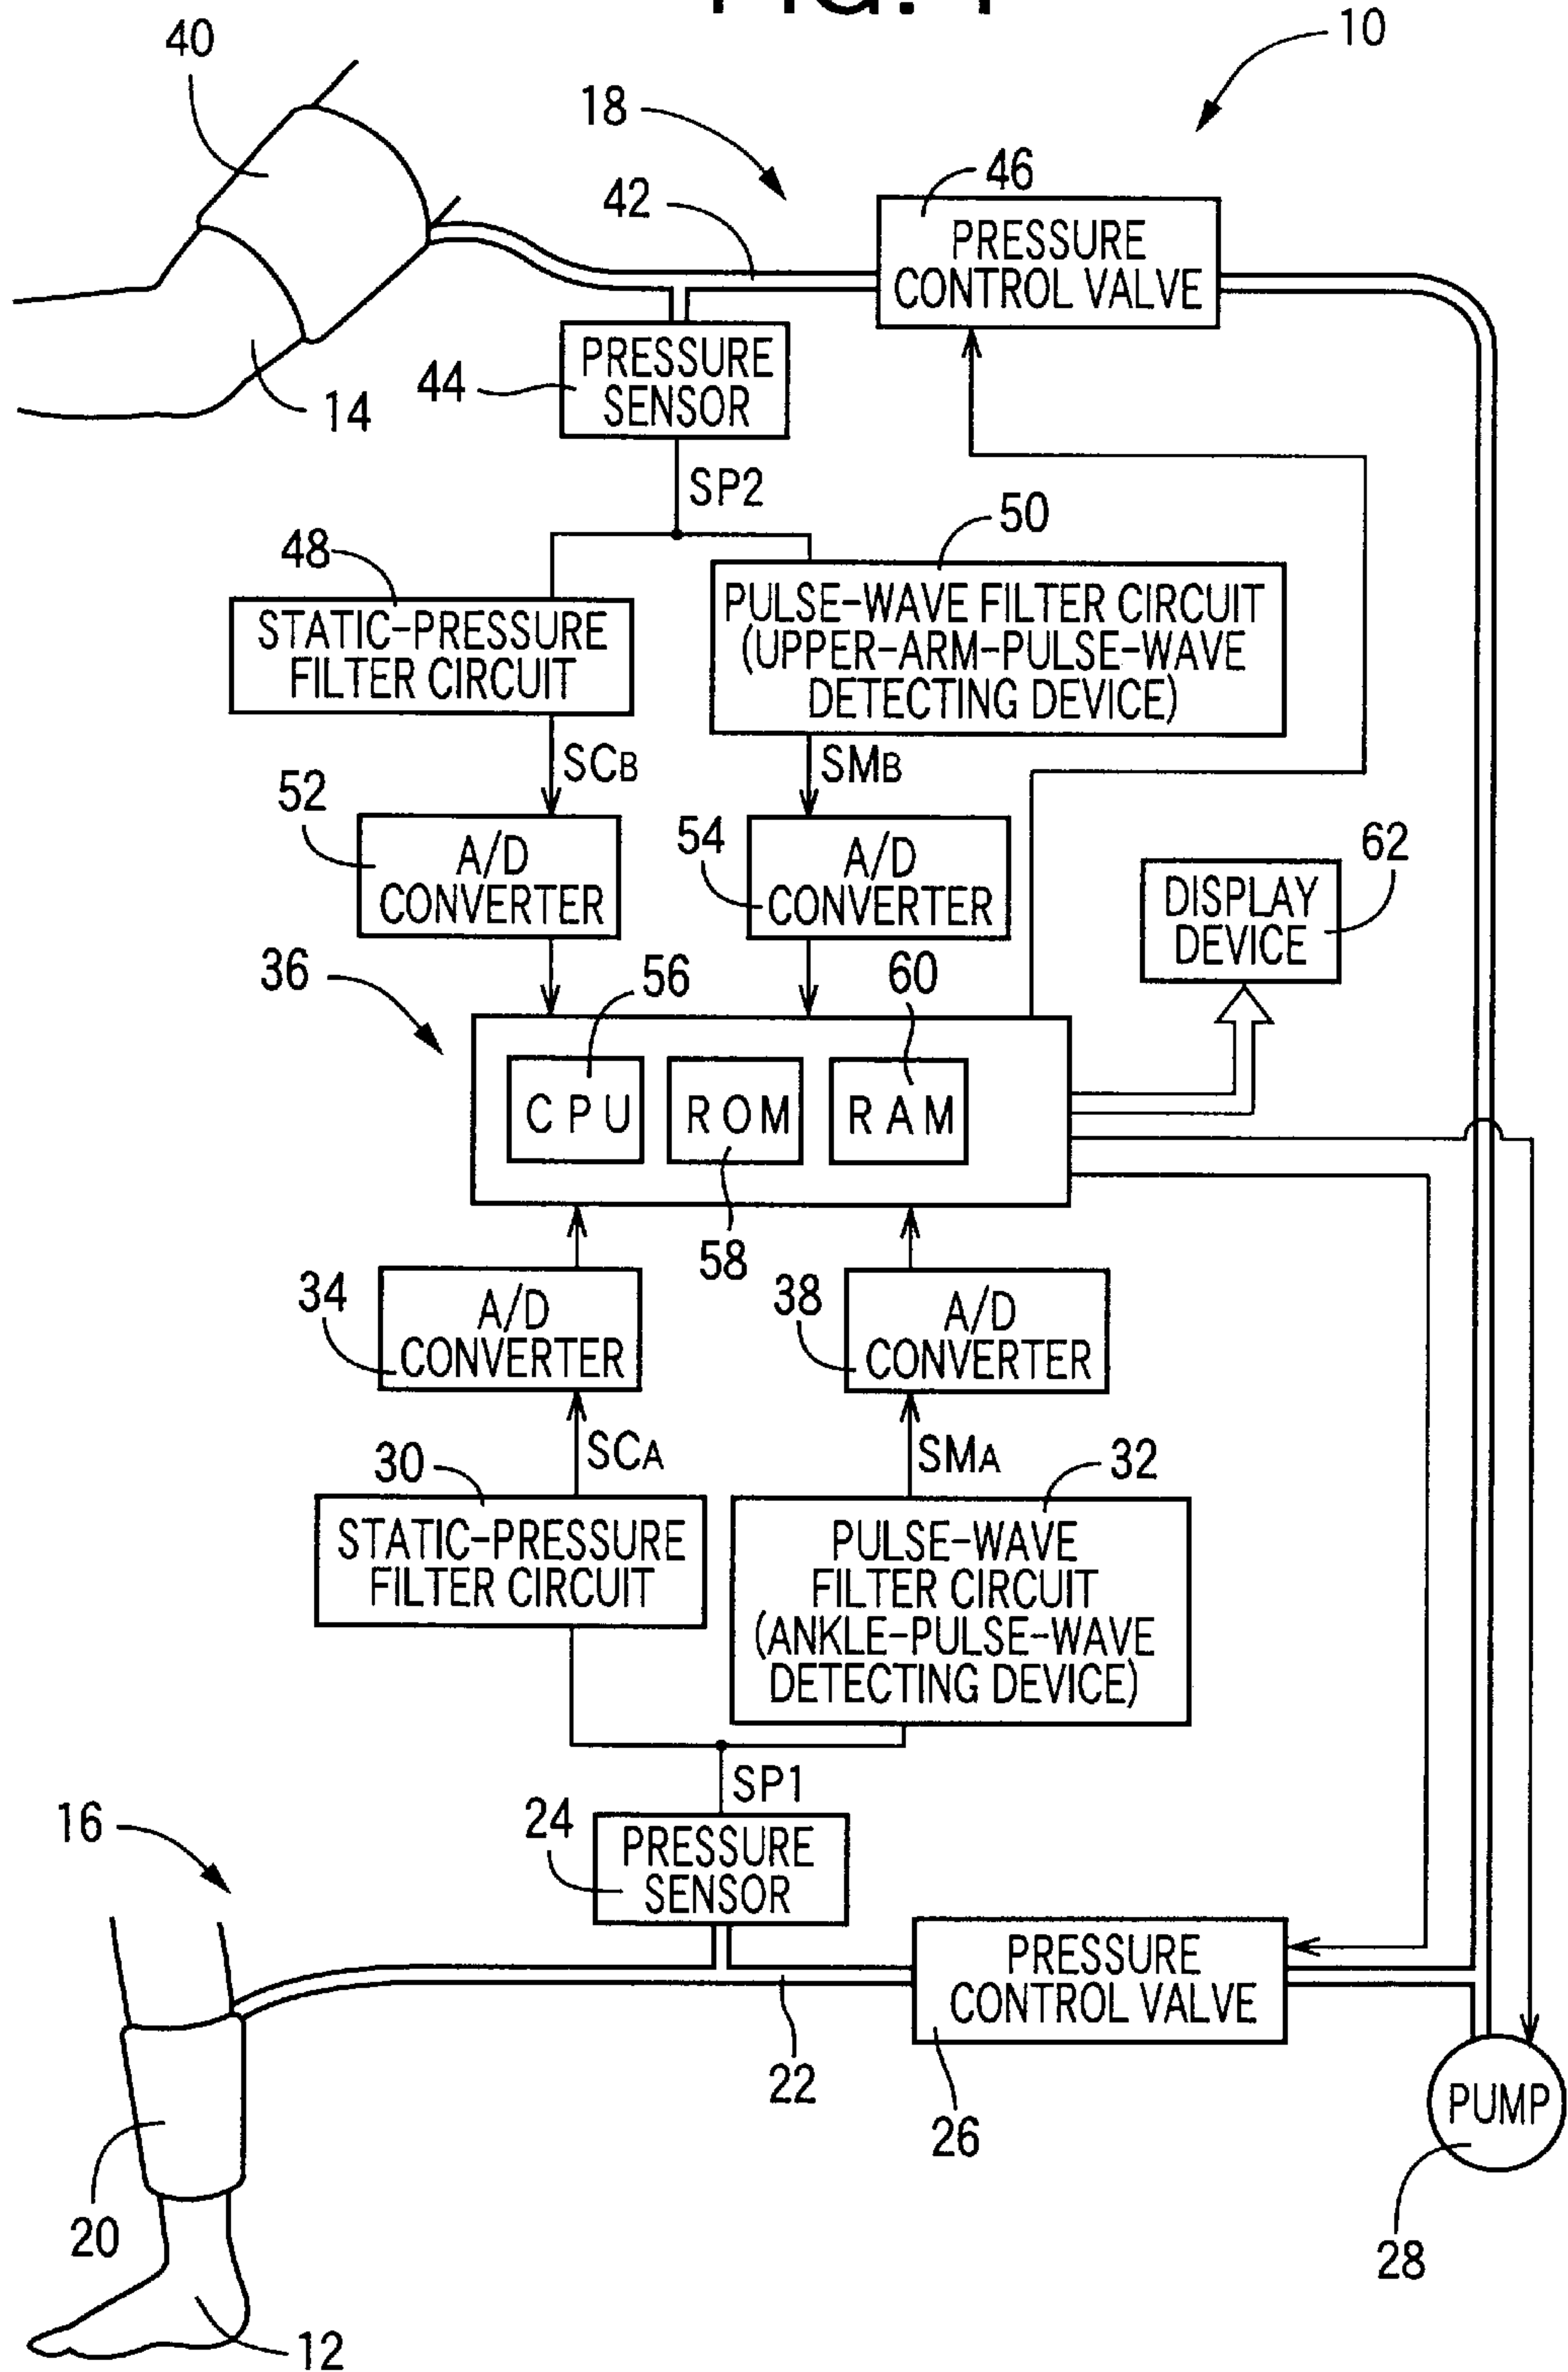 40
10
18
46
42
PRESSURE
CONTROL VALVE
PRESSURE
SENSOR
44
14
SP2
50
48
PULSE-WAVE FILTER CIRCUIT
(UPPER-ARM-PULSE-WAVE
DETECTING DEVICE)
STATIC-PRESSURE
FILTER CIRCUIT
SCB
SMB
52
54
62
A/D
CONVERTER
A/D
CONVERTER
DISPLAY
DEVICE
36
56
60
CPU
ROM
RAM
58
34
38
A/D
CONVERTER
A/D
CONVERTER
SCA
SMA
30
32
STATIC-PRESSURE
FILTER CIRCUIT
PULSE-WAVE
FILTER CIRCUIT
(ANKLE-PULSE-WAVE
DETECTING DEVICE)
SP1
16
24
PRESSURE
SENSOR
PRESSURE
CONTROL VALVE
22
26
PUMP
20
28
12